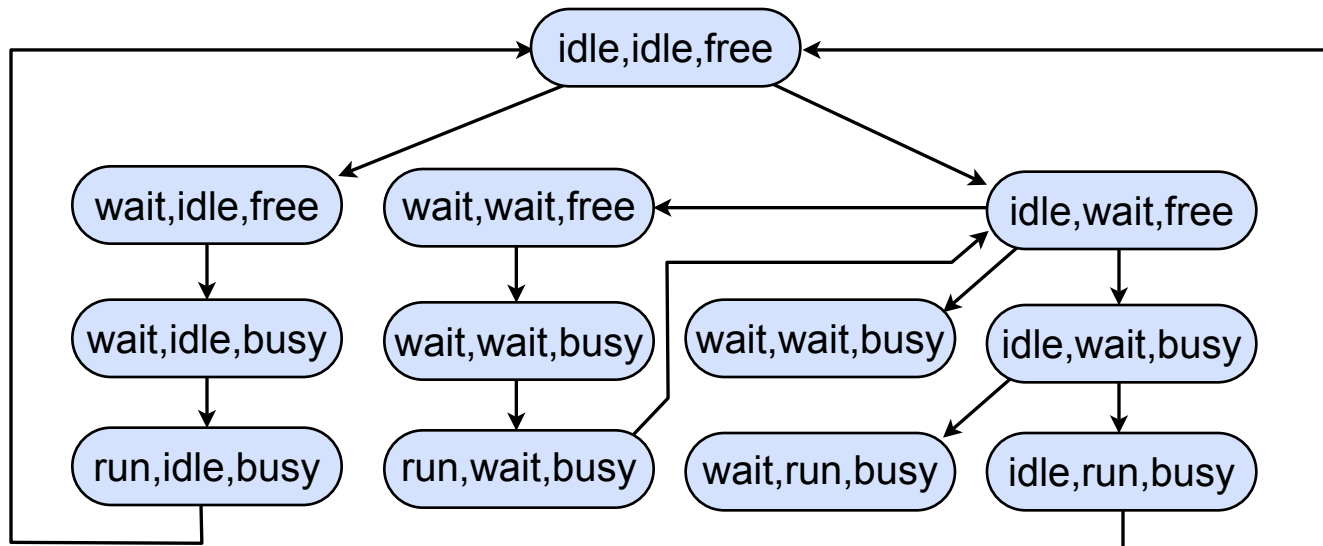 idle,idle,free
wait,idle,free
wait,wait,free
idle,wait,free
wait,idle,busy
wait,wait,busy
wait,wait,busy
idle,wait,busy
run,idle,busy
run,wait,busy
wait,run,busy
idle,run,busy